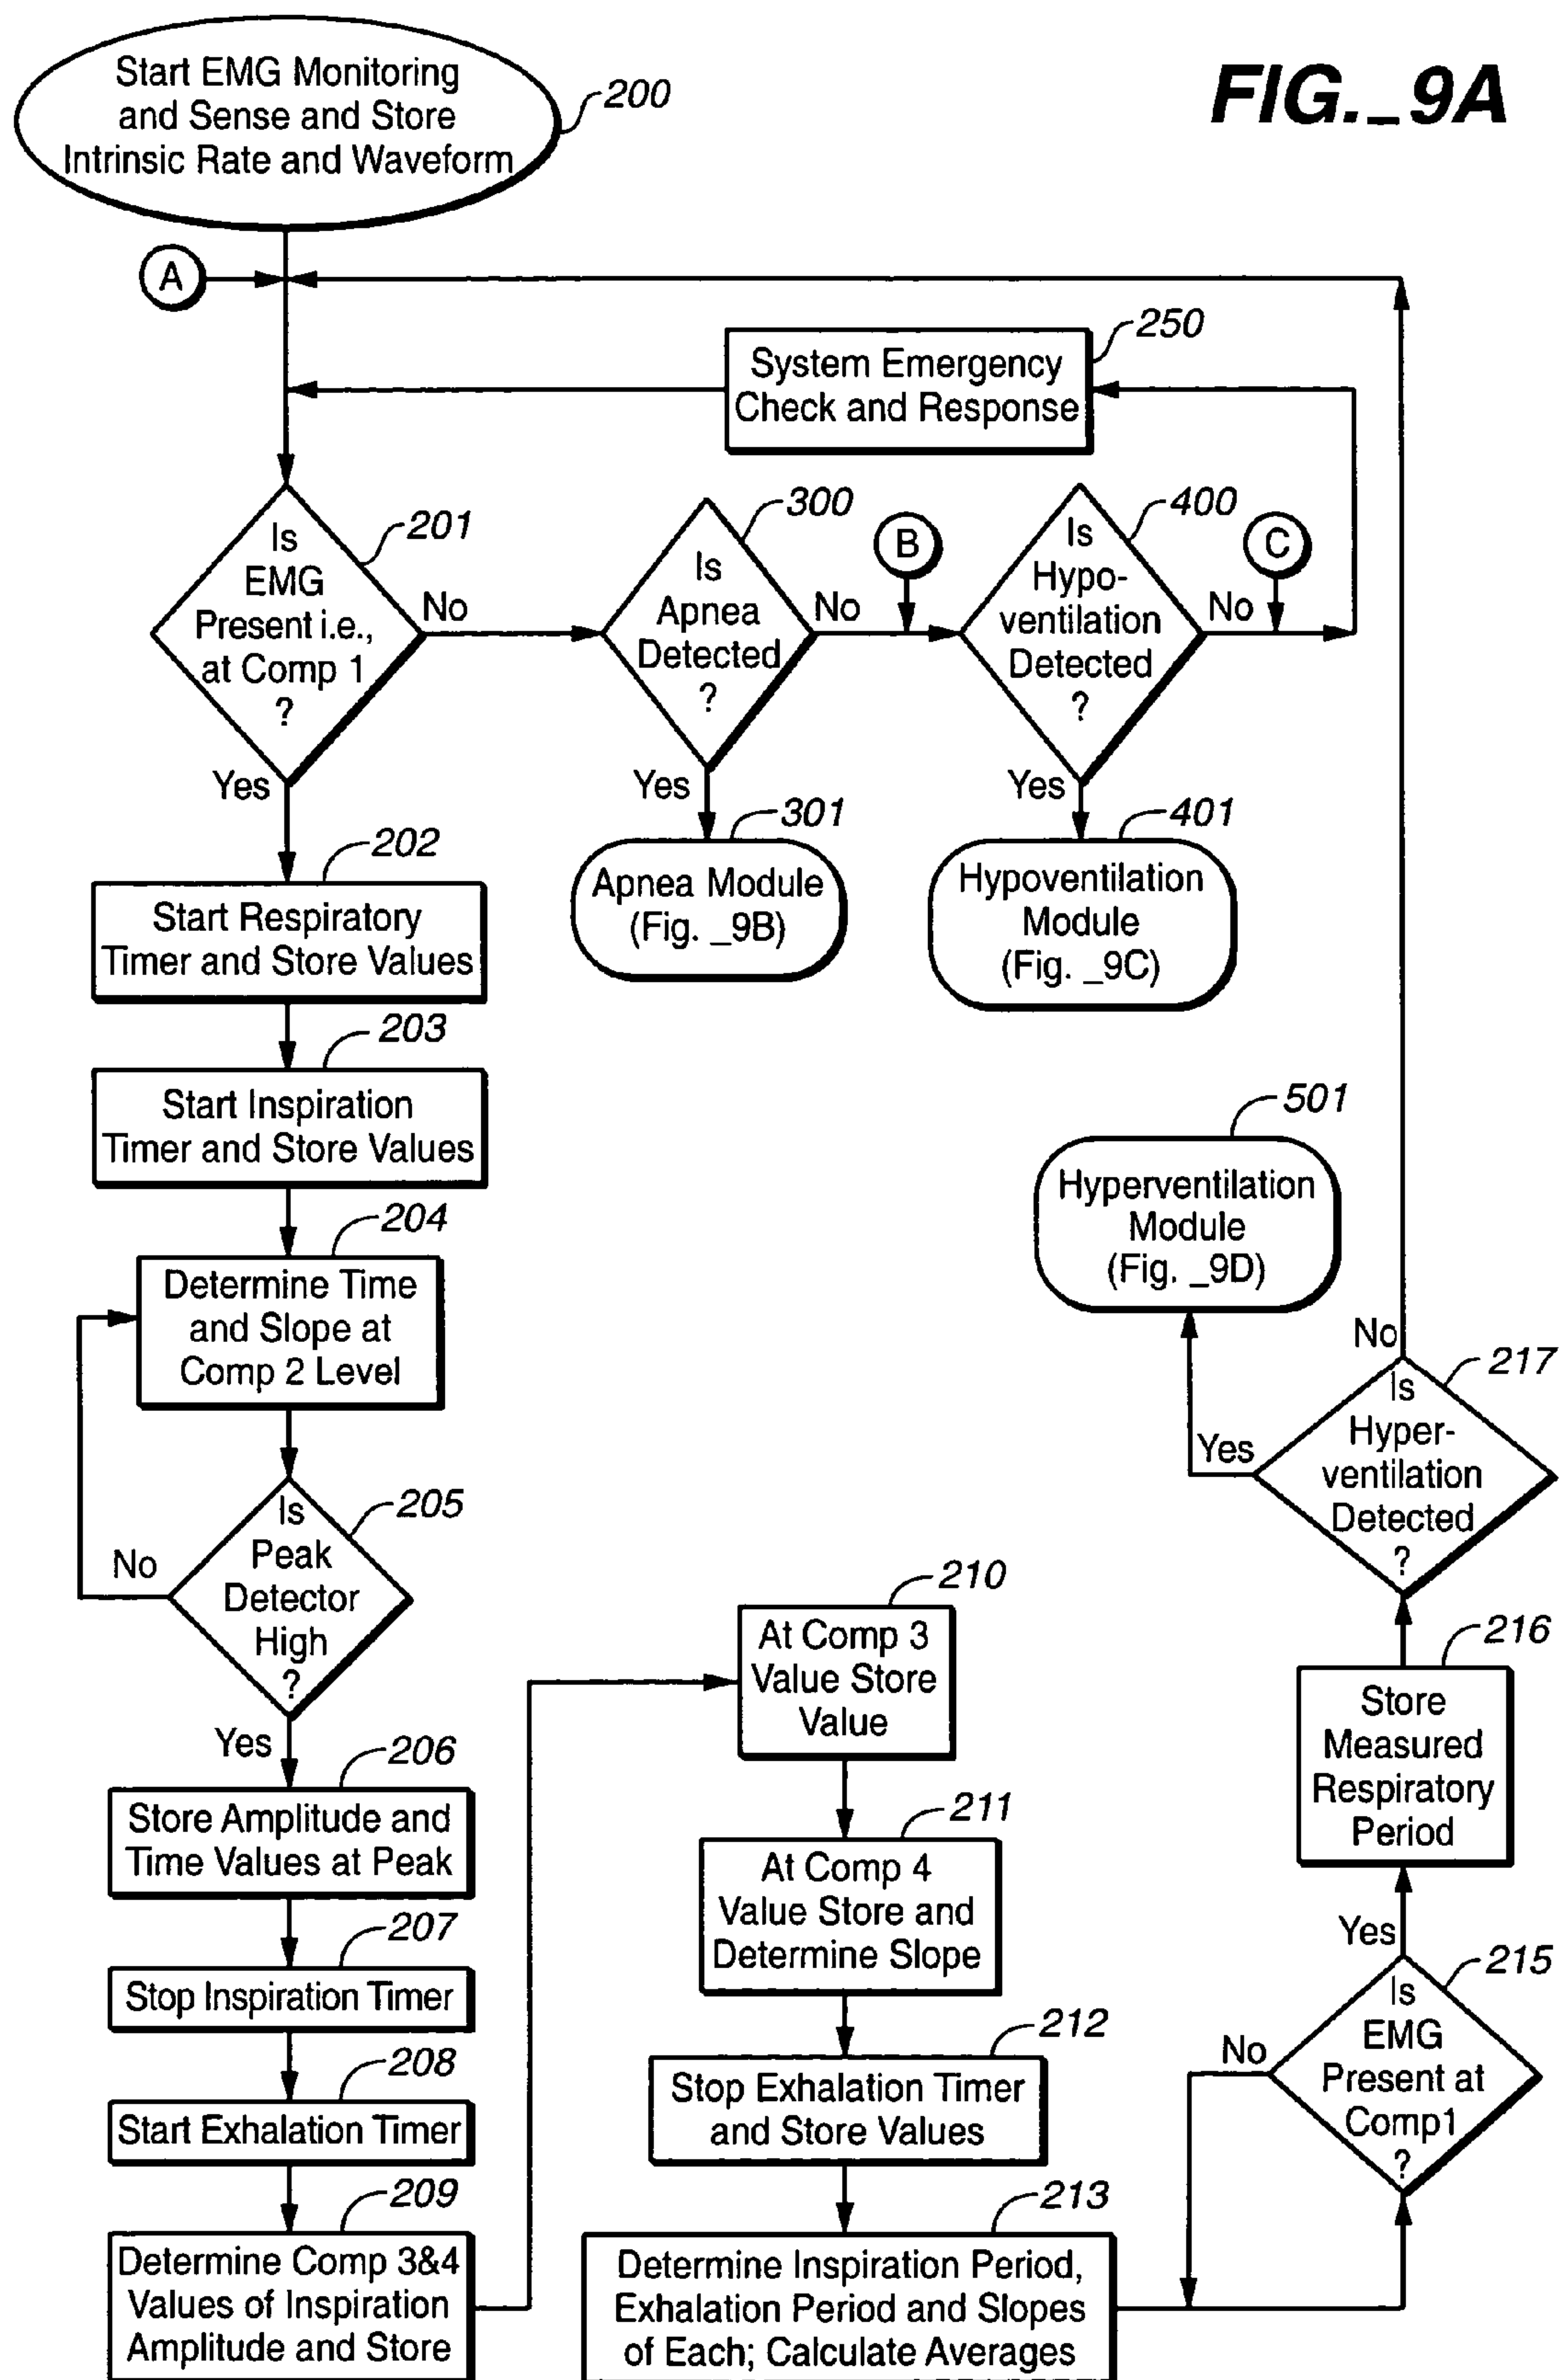 FIG._9A
Start EMG Monitoring
and Sense and Store
Intrinsic Rate and Waveform
200
A
250
System Emergency
Check and Response
201
Is
EMG
Present i.e.,
at Comp 1
?
No
Yes
300
Is
Apnea
Detected
?
No
Yes
B
400
Is
Hypo-
ventilation
Detected
?
No
Yes
C
301
Apnea Module
(Fig. _9B)
401
Hypoventilation
Module
(Fig. _9C)
202
Start Respiratory
Timer and Store Values
203
Start Inspiration
Timer and Store Values
204
Determine Time
and Slope at
Comp 2 Level
205
Is
Peak
Detector
High
?
No
Yes
206
Store Amplitude and
Time Values at Peak
207
Stop Inspiration Timer
208
Start Exhalation Timer
209
Determine Comp 3&4
Values of Inspiration
Amplitude and Store
210
At Comp 3
Value Store
Value
211
At Comp 4
Value Store and
Determine Slope
212
Stop Exhalation Timer
and Store Values
213
Determine Inspiration Period,
Exhalation Period and Slopes
of Each; Calculate Averages
215
Is
EMG
Present at
Comp1
?
No
Yes
216
Store
Measured
Respiratory
Period
217
Is
Hyper-
ventilation
Detected
?
No
Yes
501
Hyperventilation
Module
(Fig. _9D)